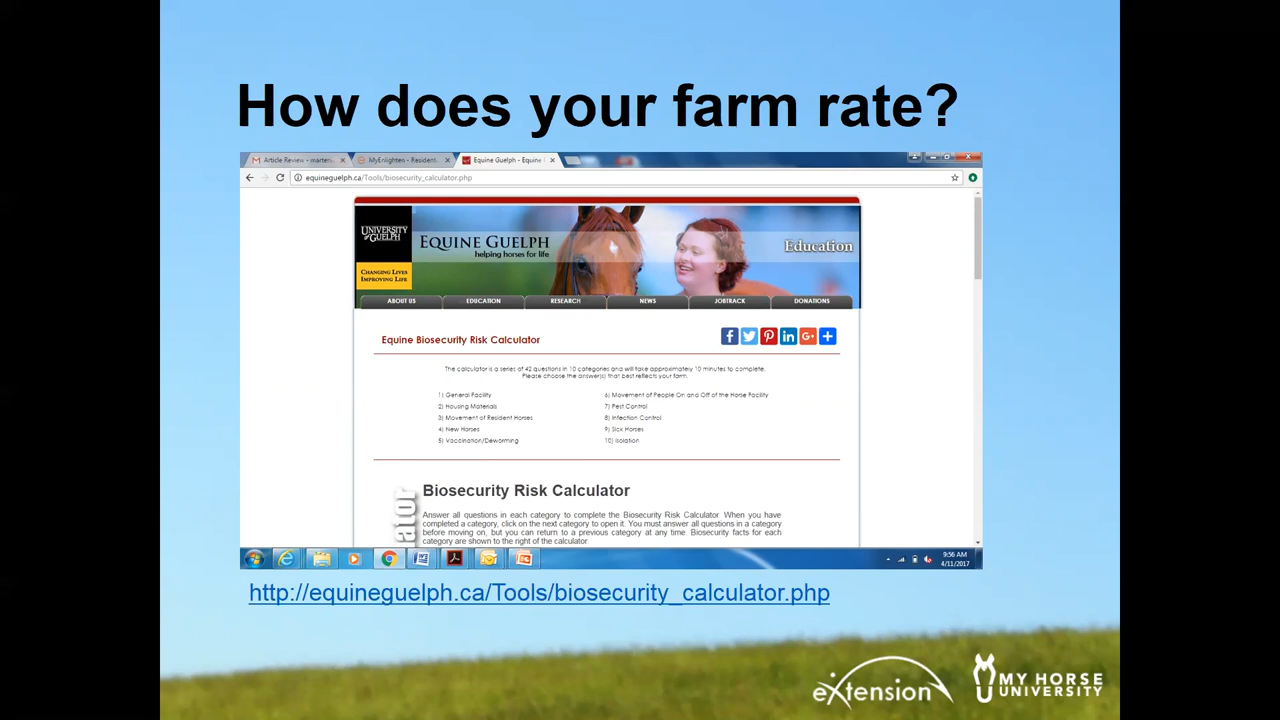 How does your farm rate?
Article Review - marten
MyEnlighten - Resident
Equine Guelph - Equine
equineguelph.ca/Tools/biosecurity_calculator.php
UNIVERSITY
of GUELPH
CHANGING LIVES
IMPROVING LIFE
EQUINE GUELPH
helping horses for life
Education
ABOUT US
EDUCATION
RESEARCH
NEWS
JOBTRACK
DONATIONS
Equine Biosecurity Risk Calculator
The calculator is a series of 42 questions in 10 categories and will take approximately 10 minutes to complete.
Please choose the answer(s) that best reflects your farm.
1) General Facility
2) Housing Materials
3) Movement of Resident Horses
4) New Horses
5) Vaccination/Deworming
6) Movement of People On and Off of the Horse Facility
7) Pest Control
8) Infection Control
9) Sick Horses
10) Isolation
ator
Biosecurity Risk Calculator
Answer all questions in each category to complete the Biosecurity Risk Calculator. When you have
completed a category, click on the next category to open it. You must answer all questions in a category
before moving on, but you can return to a previous category at any time. Biosecurity facts for each
category are shown to the right of the calculator.
9:56 AM
4/11/2017
http://equineguelph.ca/Tools/biosecurity_calculator.php
eXtension
MY HORSE
UNIVERSITY